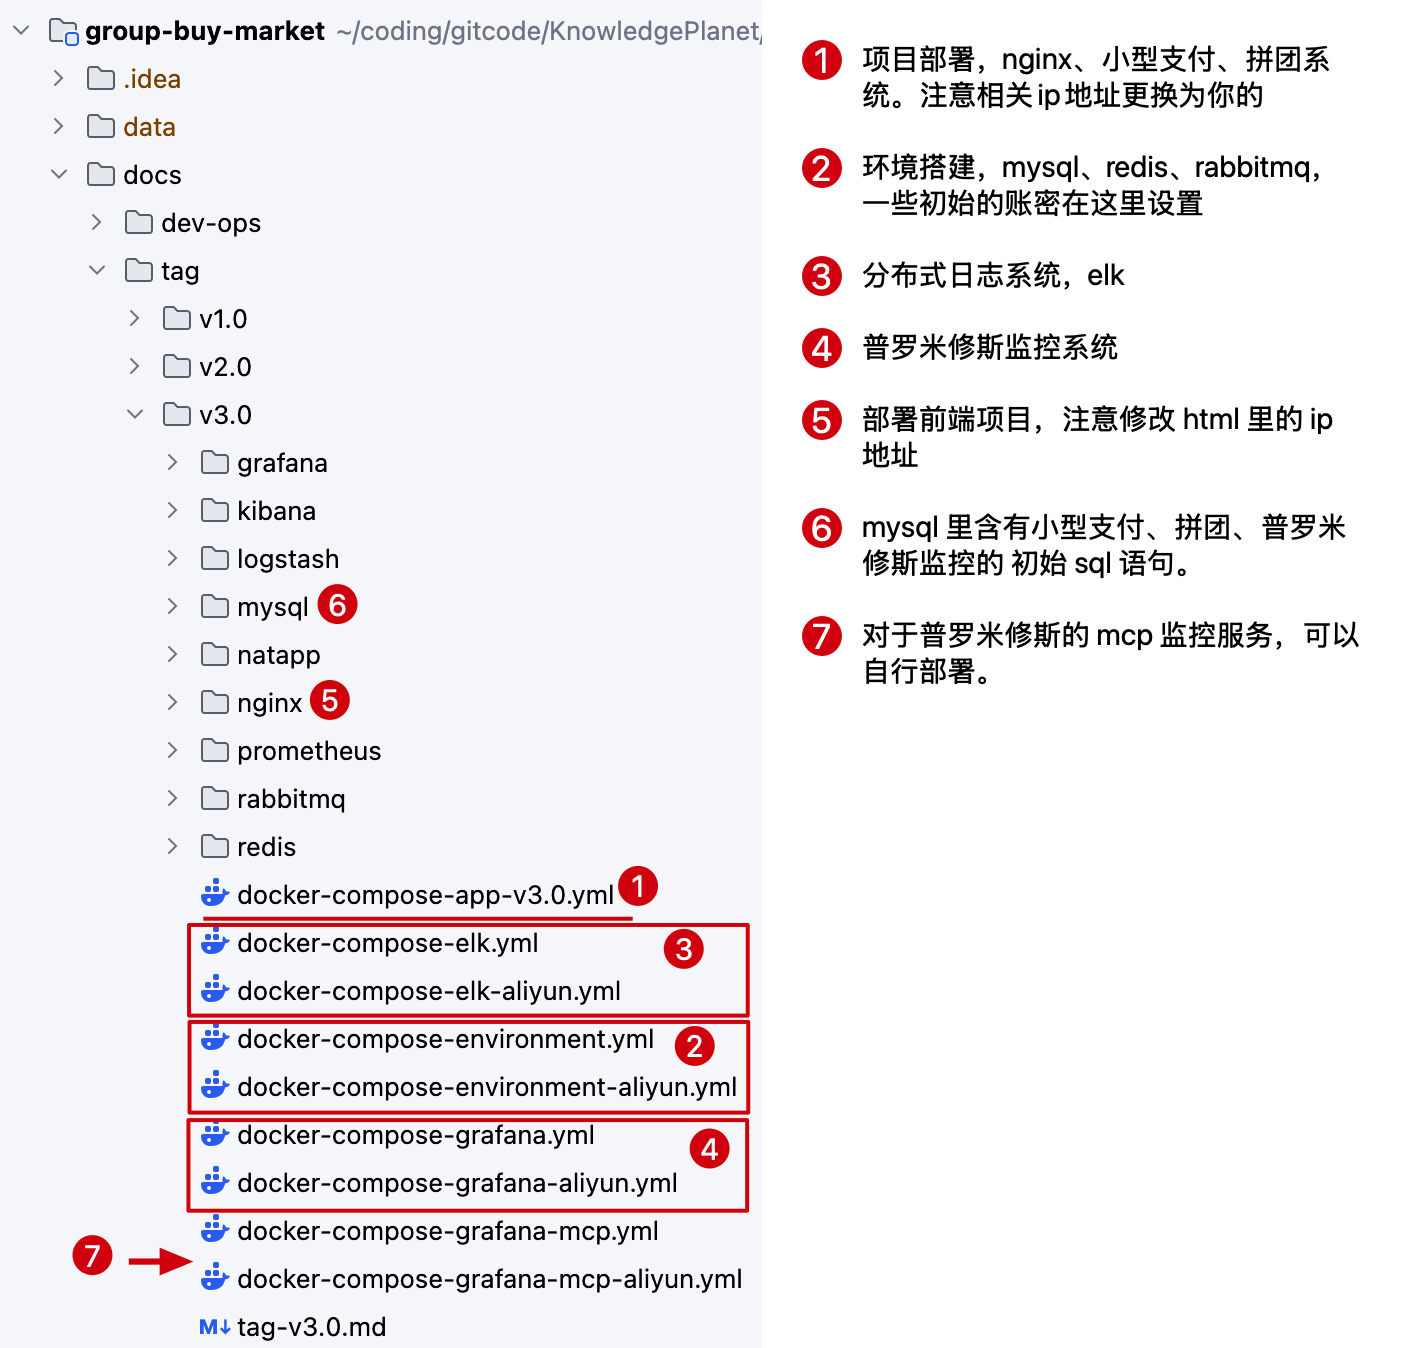 group-buy-market ~/coding/gitcode/KnowledgePlanet/
.idea
data
docs
dev-ops
tag
v1.0
v2.0
v3.0
grafana
kibana
logstash
mysql 6
natapp
nginx 5
prometheus
rabbitmq
redis
docker-compose-app-v3.0.yml 1
docker-compose-elk.yml 3
docker-compose-elk-aliyun.yml
docker-compose-environment.yml 2
docker-compose-environment-aliyun.yml
docker-compose-grafana.yml 4
docker-compose-grafana-aliyun.yml
docker-compose-grafana-mcp.yml
7
docker-compose-grafana-mcp-aliyun.yml
M↓ tag-v3.0.md
1 项目部署，nginx、小型支付、拼团系
统。注意相关ip地址更换为你的
2 环境搭建，mysql、redis、rabbitmq，
一些初始的账密在这里设置
3 分布式日志系统，elk
4 普罗米修斯监控系统
5 部署前端项目，注意修改 html 里的 ip
地址
6 mysql 里含有小型支付、拼团、普罗米
修斯监控的 初始 sql 语句。
7 对于普罗米修斯的 mcp 监控服务，可以
自行部署。